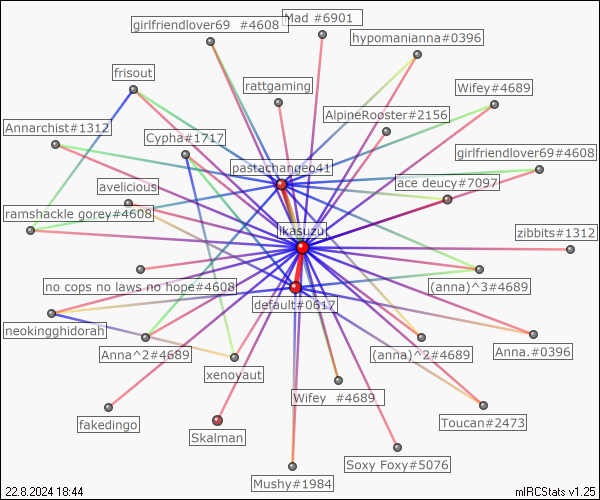 Mad #6901
girlfriendlover69 #4608
hypomanianna#0396
frisout
rattgaming
Wifey#4689
AlpineRooster#2156
Annarchist#1312
Cypha#1717
pastachangeo41
girlfriendlover69#4608
avelicious
ace deucy#7097
ramshackle gorey#4608
ikasuzu
zibbits#1312
no cops no laws no hope#4608
(anna)^3#4689
default#0617
neokingghidorah
Anna^2#4689
(anna)^2#4689
Anna.#0396
xenoyaut
Wifey #4689
fakedingo
Skalman
Toucan#2473
Soxy Foxy#5076
Mushy#1984
22.8.2024 18:44
mIRCStats v1.25